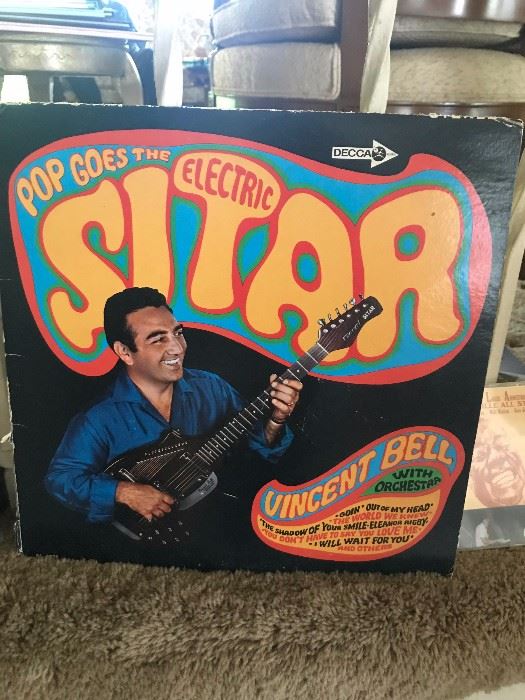 DECCA
POP GOES THE
ELECTRIC
SITAR
SITAR
VINCENT BELL
WITH
ORCHESTRA
• GOIN' OUT OF MY HEAD •
• THE WORLD WE KNEW •
• THE SHADOW OF YOUR SMILE • ELEANOR RIGBY •
• YOU DON'T HAVE TO SAY YOU LOVE ME •
• I WILL WAIT FOR YOU •
AND OTHERS